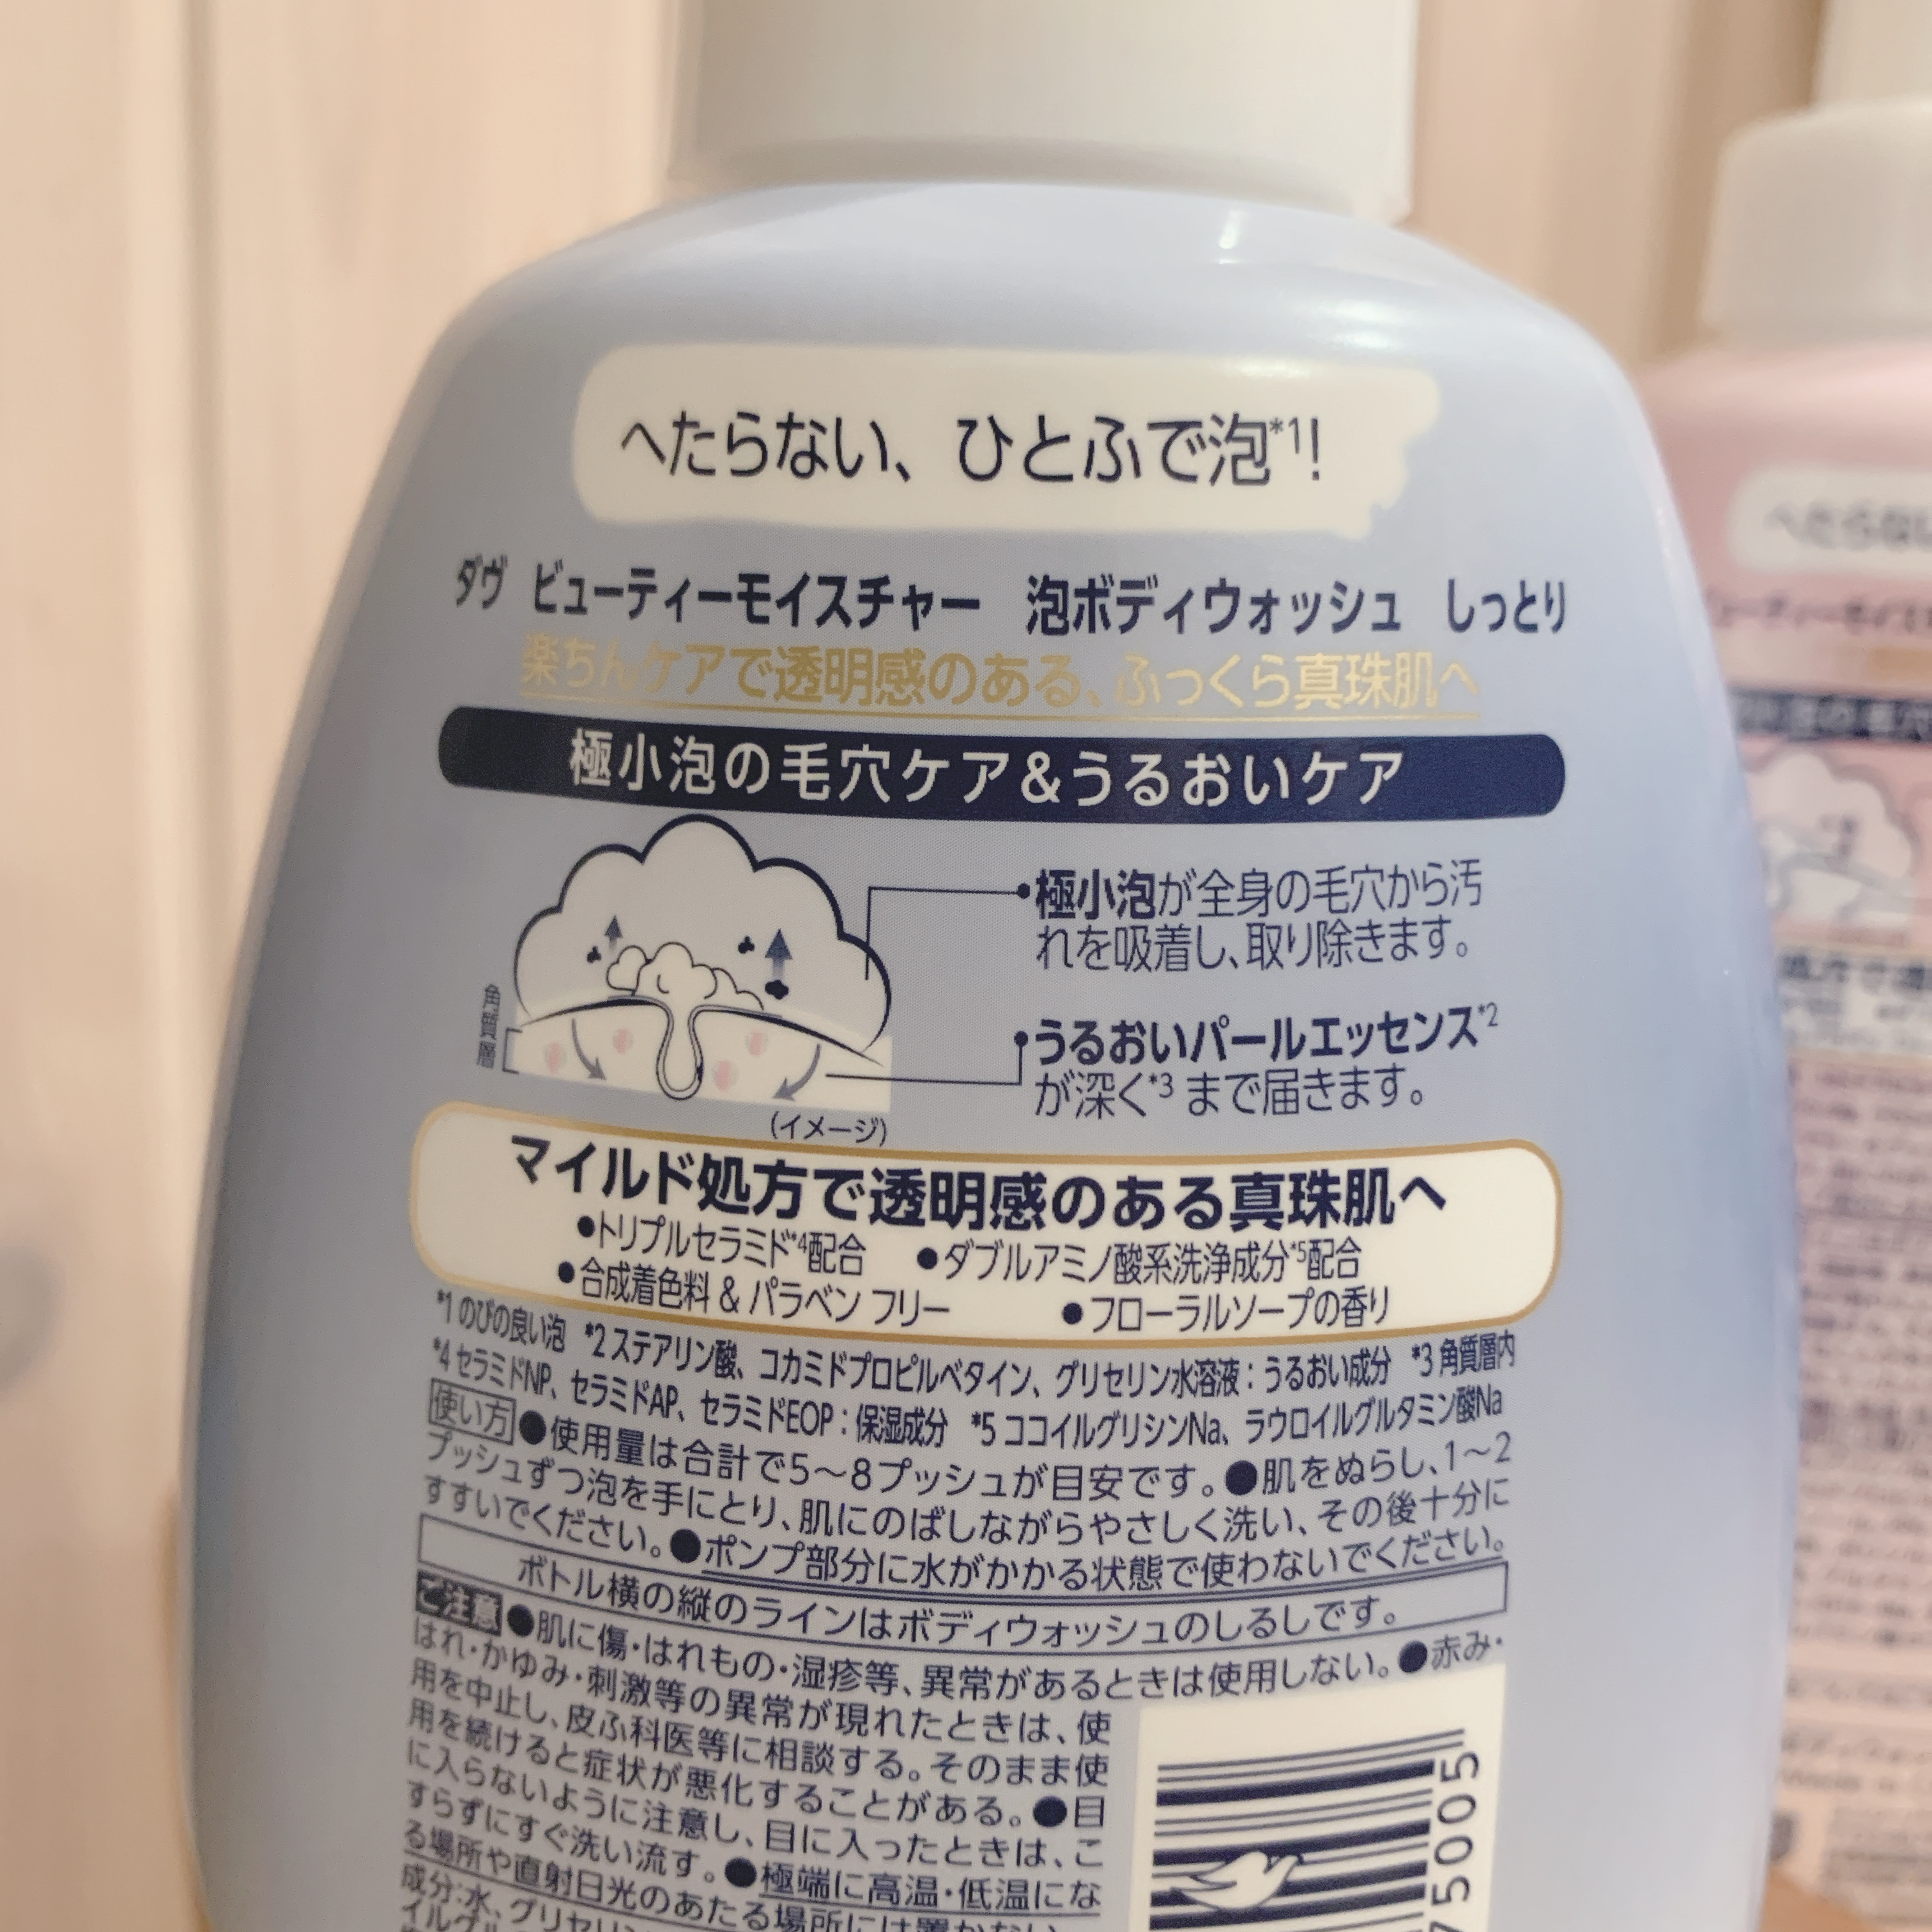 へたらない、ひとふで泡*1!
ダヴ ビューティーモイスチャー 泡ボディウォッシュ しっとり
楽ちんケアで透明感のある、ふっくら真珠肌へ
極小泡の毛穴ケア&うるおいケア
●極小泡が全身の毛穴から汚
れを吸着し、取り除きます。
角質層
●うるおいパールエッセンス*2
が深く*3 まで届きます。
(イメージ)
マイルド処方で透明感のある真珠肌へ
●トリプルセラミド*4配合 ●ダブルアミノ酸系洗浄成分*5配合
●合成着色料 & パラベン フリー ●フローラルソープの香り
*1 のびの良い泡 *2 ステアリン酸、コカミドプロピルベタイン、グリセリン水溶液:うるおい成分 *3 角質層内
*4 セラミドNP、セラミドAP、セラミドEOP:保湿成分 *5 ココイルグリシンNa、ラウロイルグルタミン酸Na
使い方 ●使用量は合計で5〜8プッシュが目安です。●肌をぬらし、1〜2
プッシュずつ泡を手にとり、肌にのばしながらやさしく洗い、その後十分に
すすいでください。●ポンプ部分に水がかかる状態で使わないでください。
ボトル横の縦のラインはボディウォッシュのしるしです。
ご注意 ●肌に傷・はれもの・湿疹等、異常があるときは使用しない。●赤み・
はれ・かゆみ・刺激等の異常が現れたときは、使
用を中止し、皮ふ科医等に相談する。そのまま使
用を続けると症状が悪化することがある。●目
に入らないように注意し、目に入ったときは、こ
すらずにすぐ洗い流す。●極端に高温・低温にな
る場所や直射日光のあたる場所には置かない。
成分:水、グリセリン
75005
へたらな